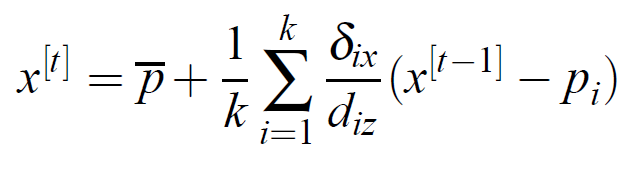 x^{[t]} = \overline{p} + \frac{1}{k} \sum_{i=1}^{k} \frac{\delta_{ix}}{d_{iz}} (x^{[t-1]} - p_i)